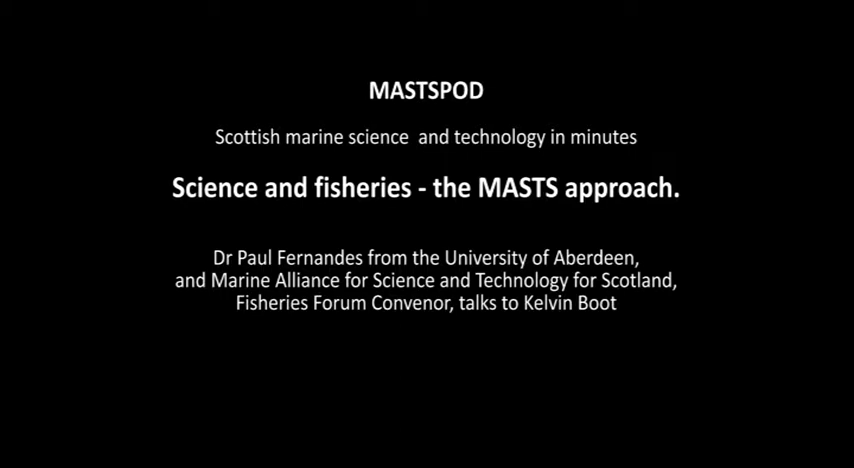 MASTSPOD
Scottish marine science and technology in minutes
Science and fisheries - the MASTS approach.
Dr Paul Fernandes from the University of Aberdeen,
and Marine Alliance for Science and Technology for Scotland,
Fisheries Forum Convenor, talks to Kelvin Boot